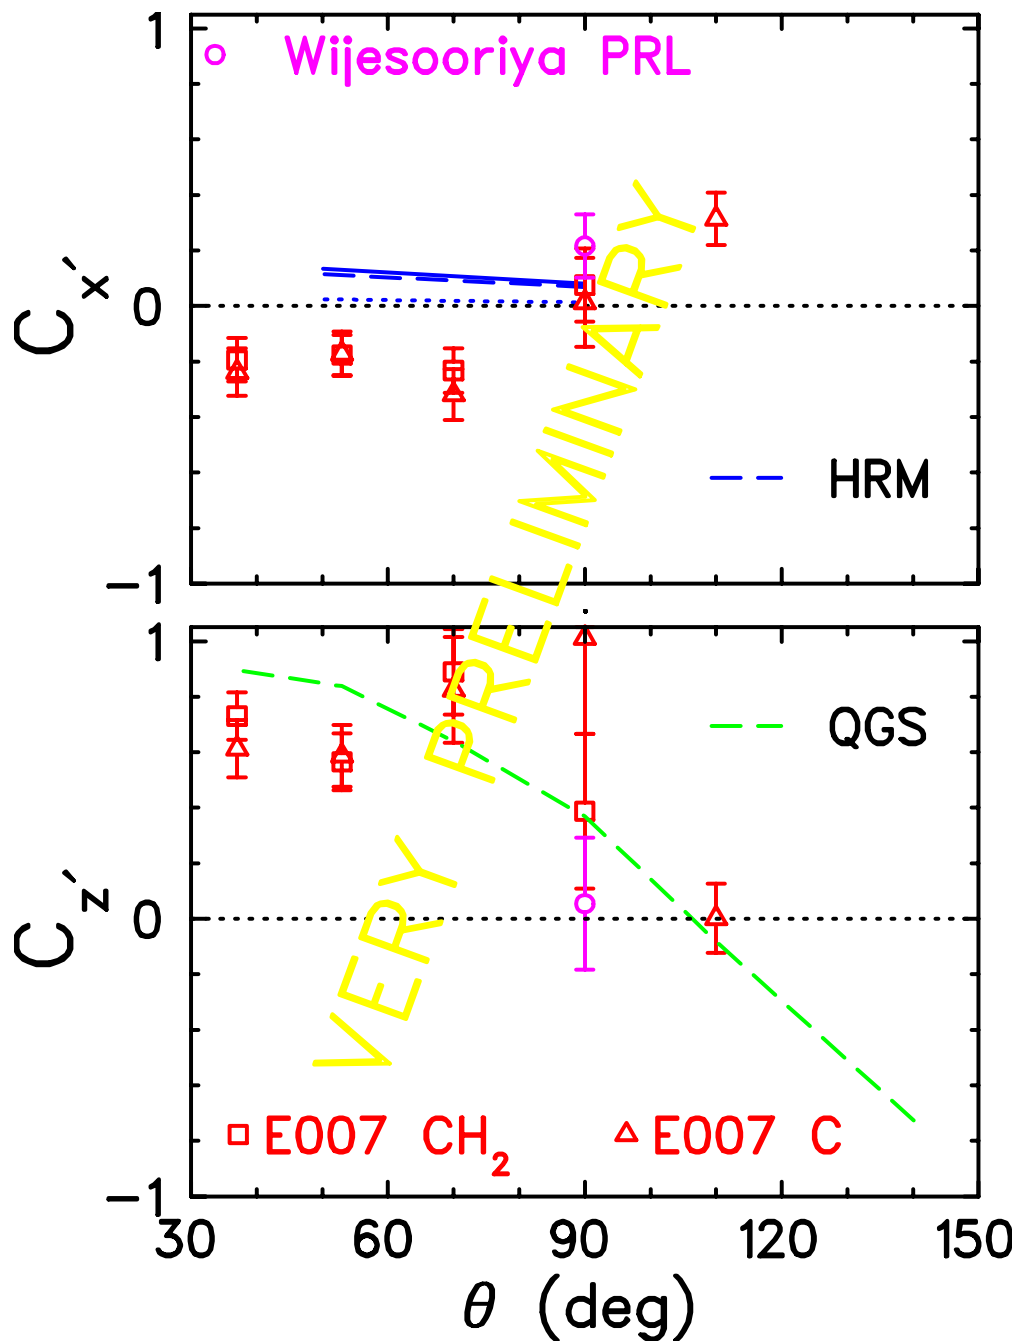 1
Wijesooriya PRL
C x´
0
HRM
−1
1
QGS
C z´
0
VERY PRELIMINARY
E007 CH2
E007 C
−1
30 60 90 120 150
θ (deg)